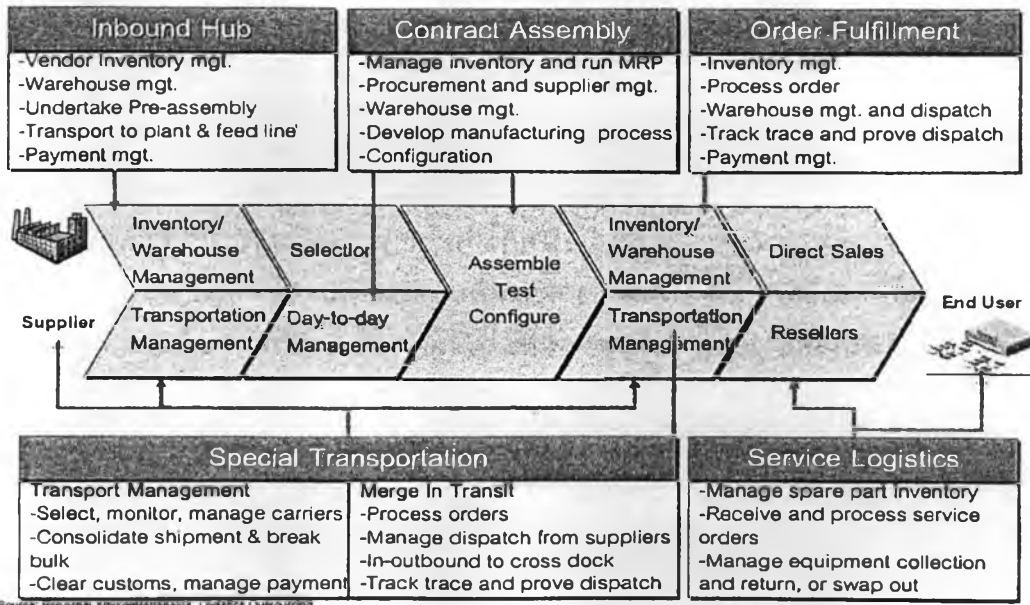 Inbound Hub
-Vendor Inventory mgt.
-Warehouse mgt.
-Undertake Pre-assembly
-Transport to plant & feed line'
-Payment mgt.
Contract Assembly
-Manage inventory and run MRP
-Procurement and supplier mgt.
-Warehouse mgt.
-Develop manufacturing process
-Configuration
Order Fulfillment
-Inventory mgt.
-Process order
-Warehouse mgt. and dispatch
-Track trace and prove dispatch
-Payment mgt.
Supplier
Inventory/
Warehouse
Management
Transportation
Management
Selection
Day-to-day
Management
Assemble
Test
Configure
Inventory/
Warehouse
Management
Transportation
Management
Direct Sales
Resellers
End User
Special Transportation
Transport Management
-Select, monitor, manage carriers
-Consolidate shipment & break
bulk
-Clear customs, manage payment
Merge In Transit
-Process orders
-Manage dispatch from suppliers
-In-outbound to cross dock
-Track trace and prove dispatch
Service Logistics
-Manage spare part inventory
-Receive and process service
orders
-Manage equipment collection
and return, or swap out